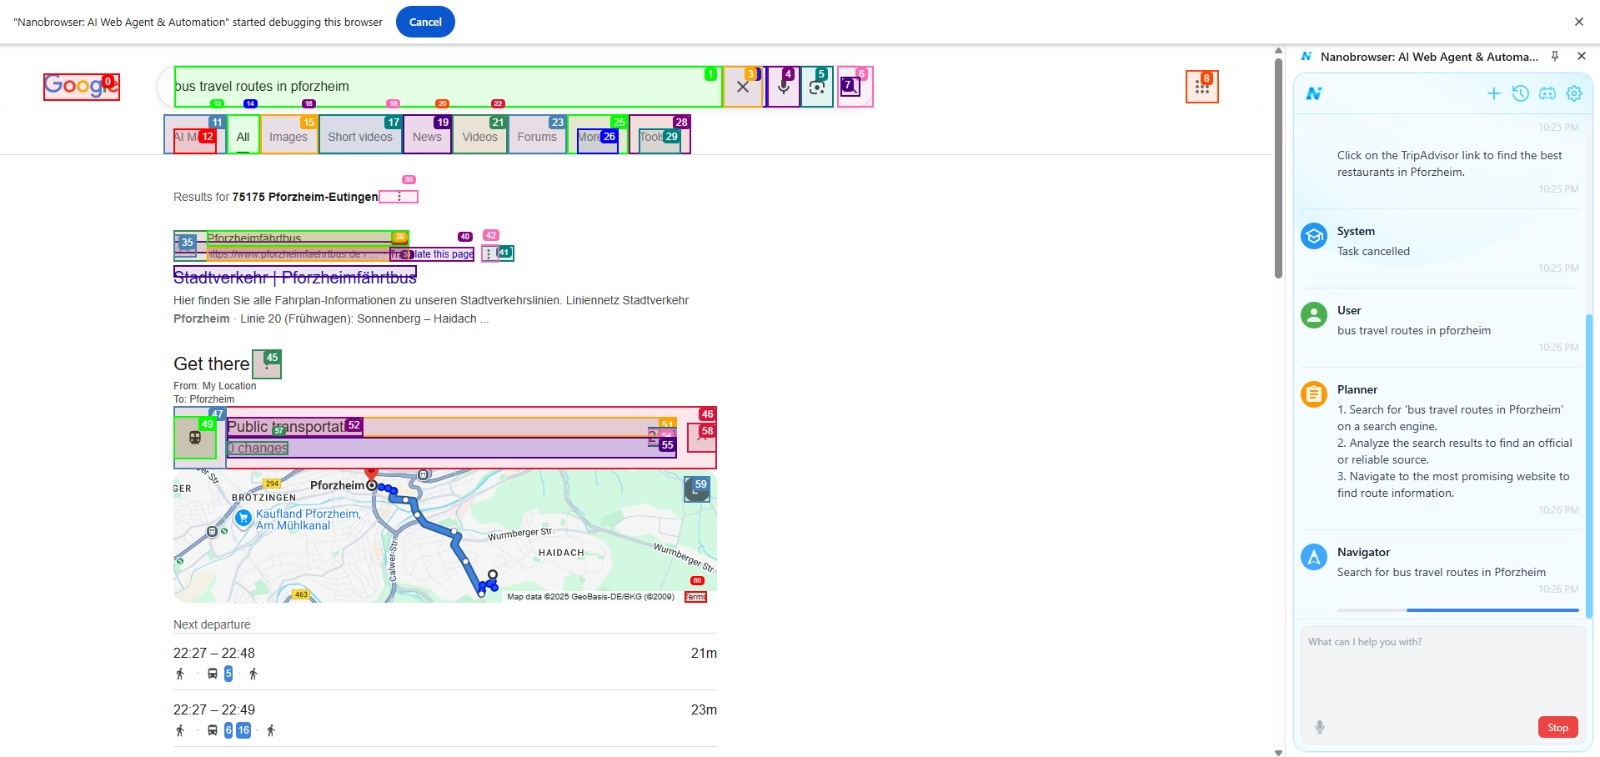 "Nanobrowser: AI Web Agent & Automation" started debugging this browser
Cancel
Google
0
bus travel routes in pforzheim
1
3
4
5
6
7
8
13
14
16
18
20
22
11
12
15
17
19
21
23
25
26
28
29
All
Images
Short videos
News
Videos
Forums
More
Tools
30
Results for 75175 Pforzheim-Eutingen
35
Pforzheimfährtbus
39
40
42
41
https://www.pforzheimfaehrtbus.de › ...
late this page
Stadtverkehr | Pforzheimfährtbus
Hier finden Sie alle Fahrplan-Informationen zu unseren Stadtverkehrslinien. Liniennetz Stadtverkehr
Pforzheim · Linie 20 (Frühwagen): Sonnenberg – Haidach ...
Get there
45
From: My Location
To: Pforzheim
47
46
49
Public transportati
52
51
58
57
0 changes
55
GER
BRÖTZINGEN
294
Pforzheim
59
Kaufland Pforzheim,
Am Mühlkanal
Calwer Str.
Wurmberger Str.
HAIDACH
Wurmberger Str.
463
60
Map data ©2025 GeoBasis-DE/BKG (©2009)
Terms
Next departure
22:27 – 22:48
21m
5
22:27 – 22:49
23m
6 16
Nanobrowser: AI Web Agent & Automa...
10:25 PM
Click on the TripAdvisor link to find the best
restaurants in Pforzheim.
10:25 PM
System
Task cancelled
10:25 PM
User
bus travel routes in pforzheim
10:26 PM
Planner
1. Search for 'bus travel routes in Pforzheim'
on a search engine.
2. Analyze the search results to find an official
or reliable source.
3. Navigate to the most promising website to
find route information.
10:26 PM
Navigator
Search for bus travel routes in Pforzheim
10:26 PM
What can I help you with?
Stop